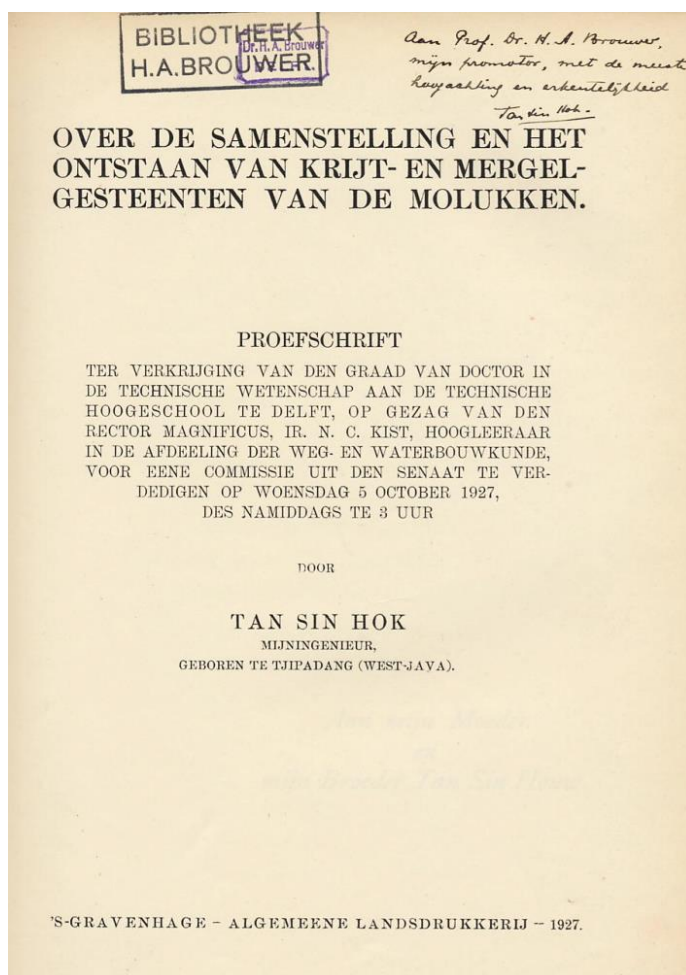 BIBLIOTHEEK
H.A.BROUWER
Dr. H. A. Brouwer
Aan Prof. Dr. H. A. Brouwer,
mijn promotor, met de meeste
hoogachting en erkentelijkheid
Tan Sin Hok.
OVER DE SAMENSTELLING EN HET
ONTSTAAN VAN KRIJT- EN MERGEL-
GESTEENTEN VAN DE MOLUKKEN.
PROEFSCHRIFT
TER VERKRIJGING VAN DEN GRAAD VAN DOCTOR IN
DE TECHNISCHE WETENSCHAP AAN DE TECHNISCHE
HOOGESCHOOL TE DELFT, OP GEZAG VAN DEN
RECTOR MAGNIFICUS, IR. N. C. KIST, HOOGLEERAAR
IN DE AFDEELING DER WEG- EN WATERBOUWKUNDE,
VOOR EENE COMMISSIE UIT DEN SENAAT TE VER-
DEDIGEN OP WOENSDAG 5 OCTOBER 1927,
DES NAMIDDAGS TE 3 UUR
DOOR
TAN SIN HOK
MIJNINGENIEUR,
GEBOREN TE TJIPADANG (WEST-JAVA).
'S-GRAVENHAGE – ALGEMEENE LANDSDRUKKERIJ – 1927.